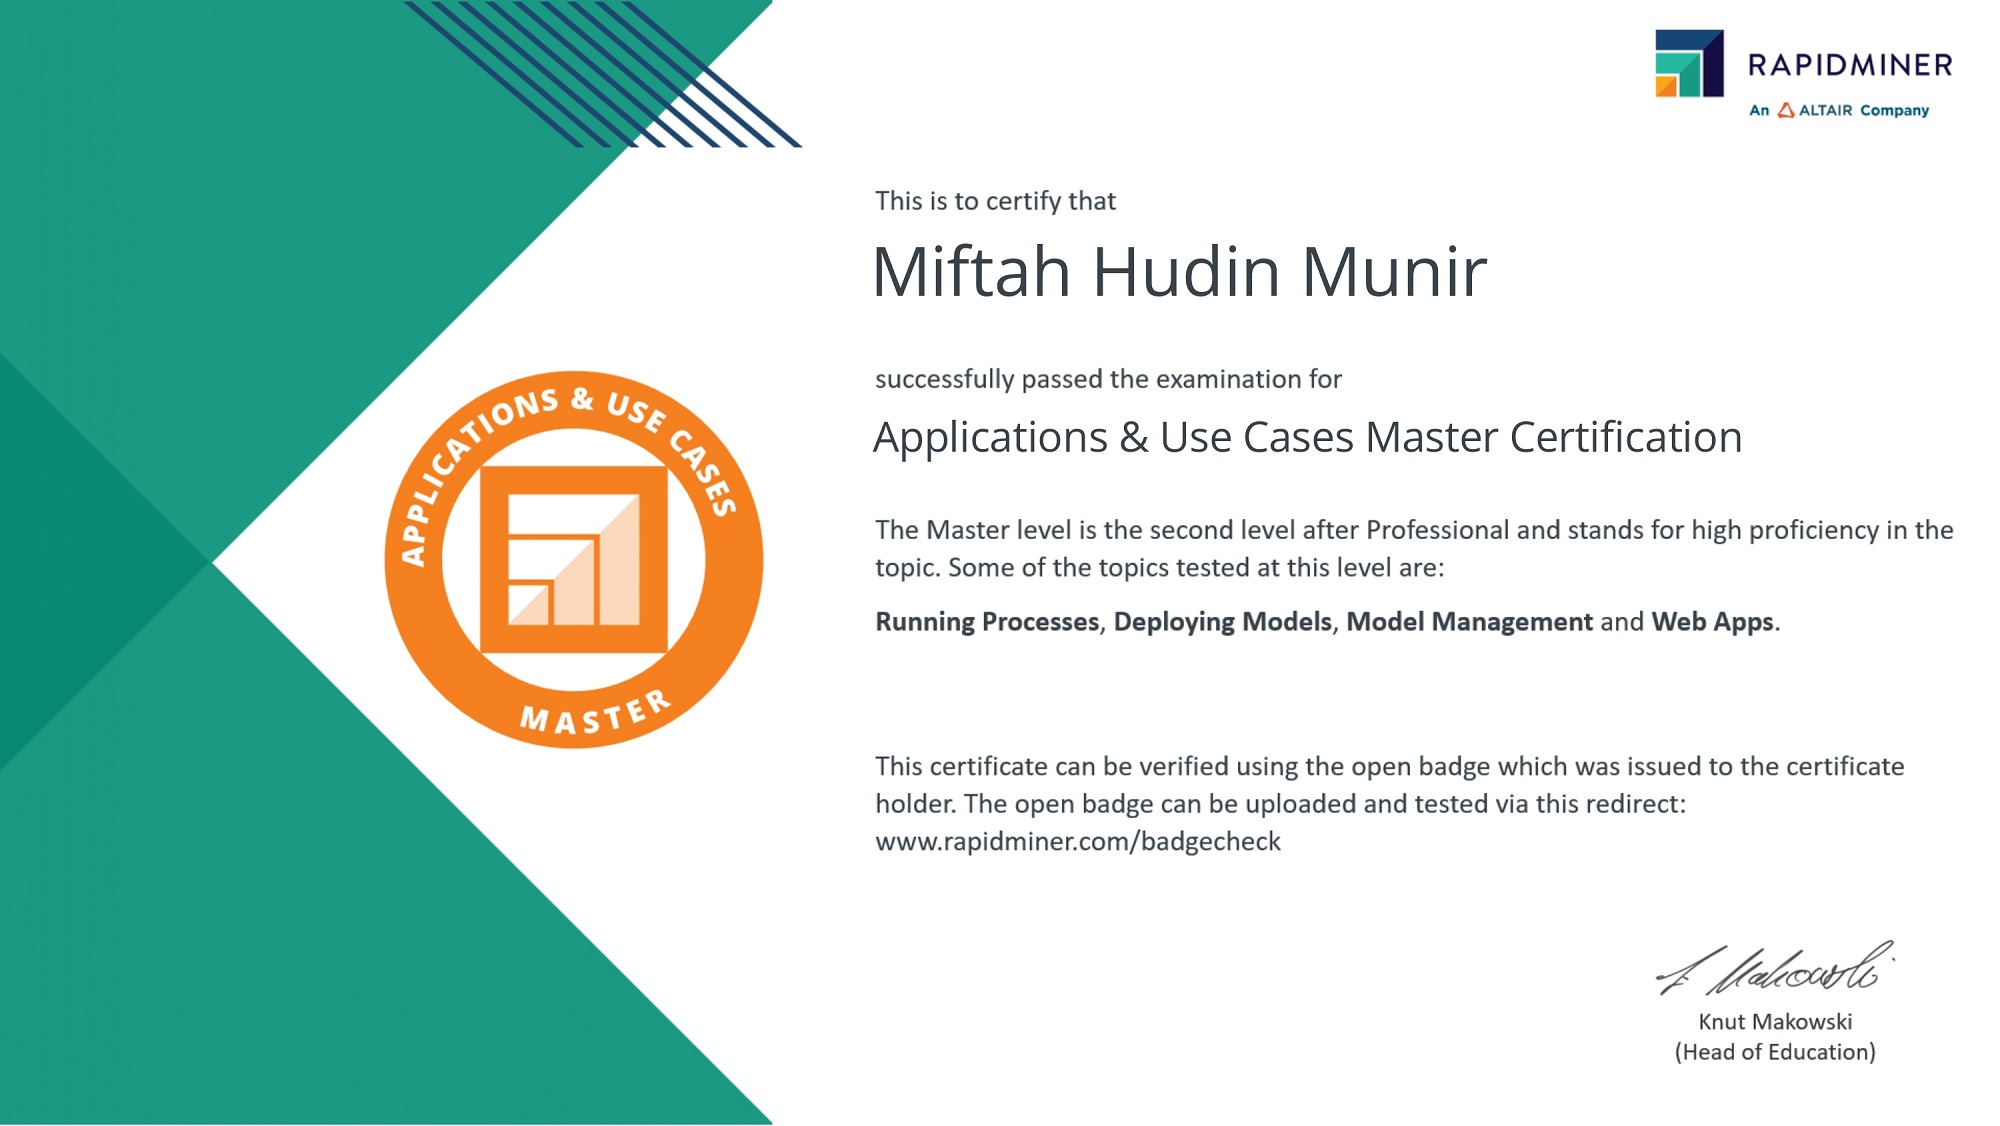 RAPIDMINER
An ALTAIR Company
This is to certify that
Miftah Hudin Munir
successfully passed the examination for
Applications & Use Cases Master Certification
APPLICATIONS & USE CASES
MASTER
The Master level is the second level after Professional and stands for high proficiency in the
topic. Some of the topics tested at this level are:
Running Processes, Deploying Models, Model Management and Web Apps.
This certificate can be verified using the open badge which was issued to the certificate
holder. The open badge can be uploaded and tested via this redirect:
www.rapidminer.com/badgecheck
Knut Makowski
(Head of Education)